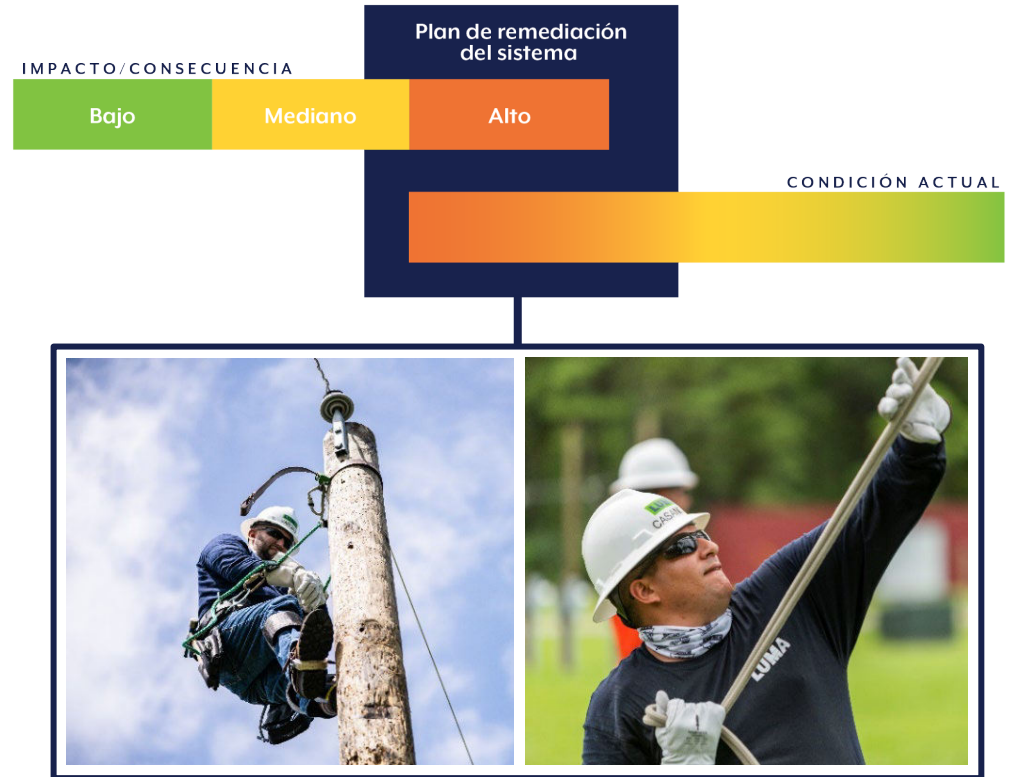 Plan de remediación
del sistema
IMPACTO/CONSECUENCIA
Bajo
Mediano
Alto
CONDICIÓN ACTUAL
CASAN
LUMA